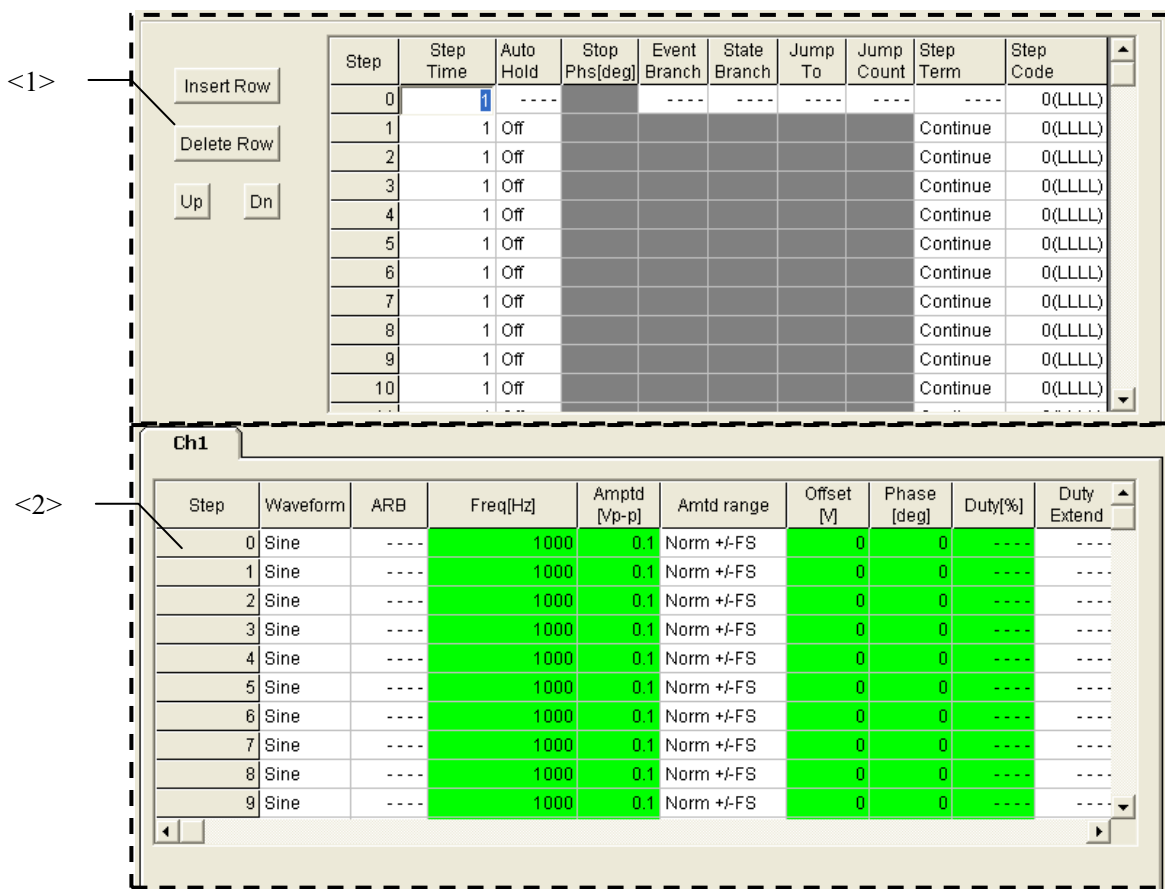 <1>
Insert Row
Delete Row
Up Dn
Step Step Time Auto Hold Stop Phs[deg] Event Branch State Branch Jump To Jump Count Step Term Step Code
0 1 ---- ---- ---- ---- ---- ---- 0(LLLL)
1 1 Off Continue 0(LLLL)
2 1 Off Continue 0(LLLL)
3 1 Off Continue 0(LLLL)
4 1 Off Continue 0(LLLL)
5 1 Off Continue 0(LLLL)
6 1 Off Continue 0(LLLL)
7 1 Off Continue 0(LLLL)
8 1 Off Continue 0(LLLL)
9 1 Off Continue 0(LLLL)
10 1 Off Continue 0(LLLL)
Ch1
<2>
Step Waveform ARB Freq[Hz] Amptd [Vp-p] Amtd range Offset [V] Phase [deg] Duty[%] Duty Extend
0 Sine ---- 1000 0.1 Norm +/-FS 0 0 ---- ----
1 Sine ---- 1000 0.1 Norm +/-FS 0 0 ---- ----
2 Sine ---- 1000 0.1 Norm +/-FS 0 0 ---- ----
3 Sine ---- 1000 0.1 Norm +/-FS 0 0 ---- ----
4 Sine ---- 1000 0.1 Norm +/-FS 0 0 ---- ----
5 Sine ---- 1000 0.1 Norm +/-FS 0 0 ---- ----
6 Sine ---- 1000 0.1 Norm +/-FS 0 0 ---- ----
7 Sine ---- 1000 0.1 Norm +/-FS 0 0 ---- ----
8 Sine ---- 1000 0.1 Norm +/-FS 0 0 ---- ----
9 Sine ---- 1000 0.1 Norm +/-FS 0 0 ---- ----